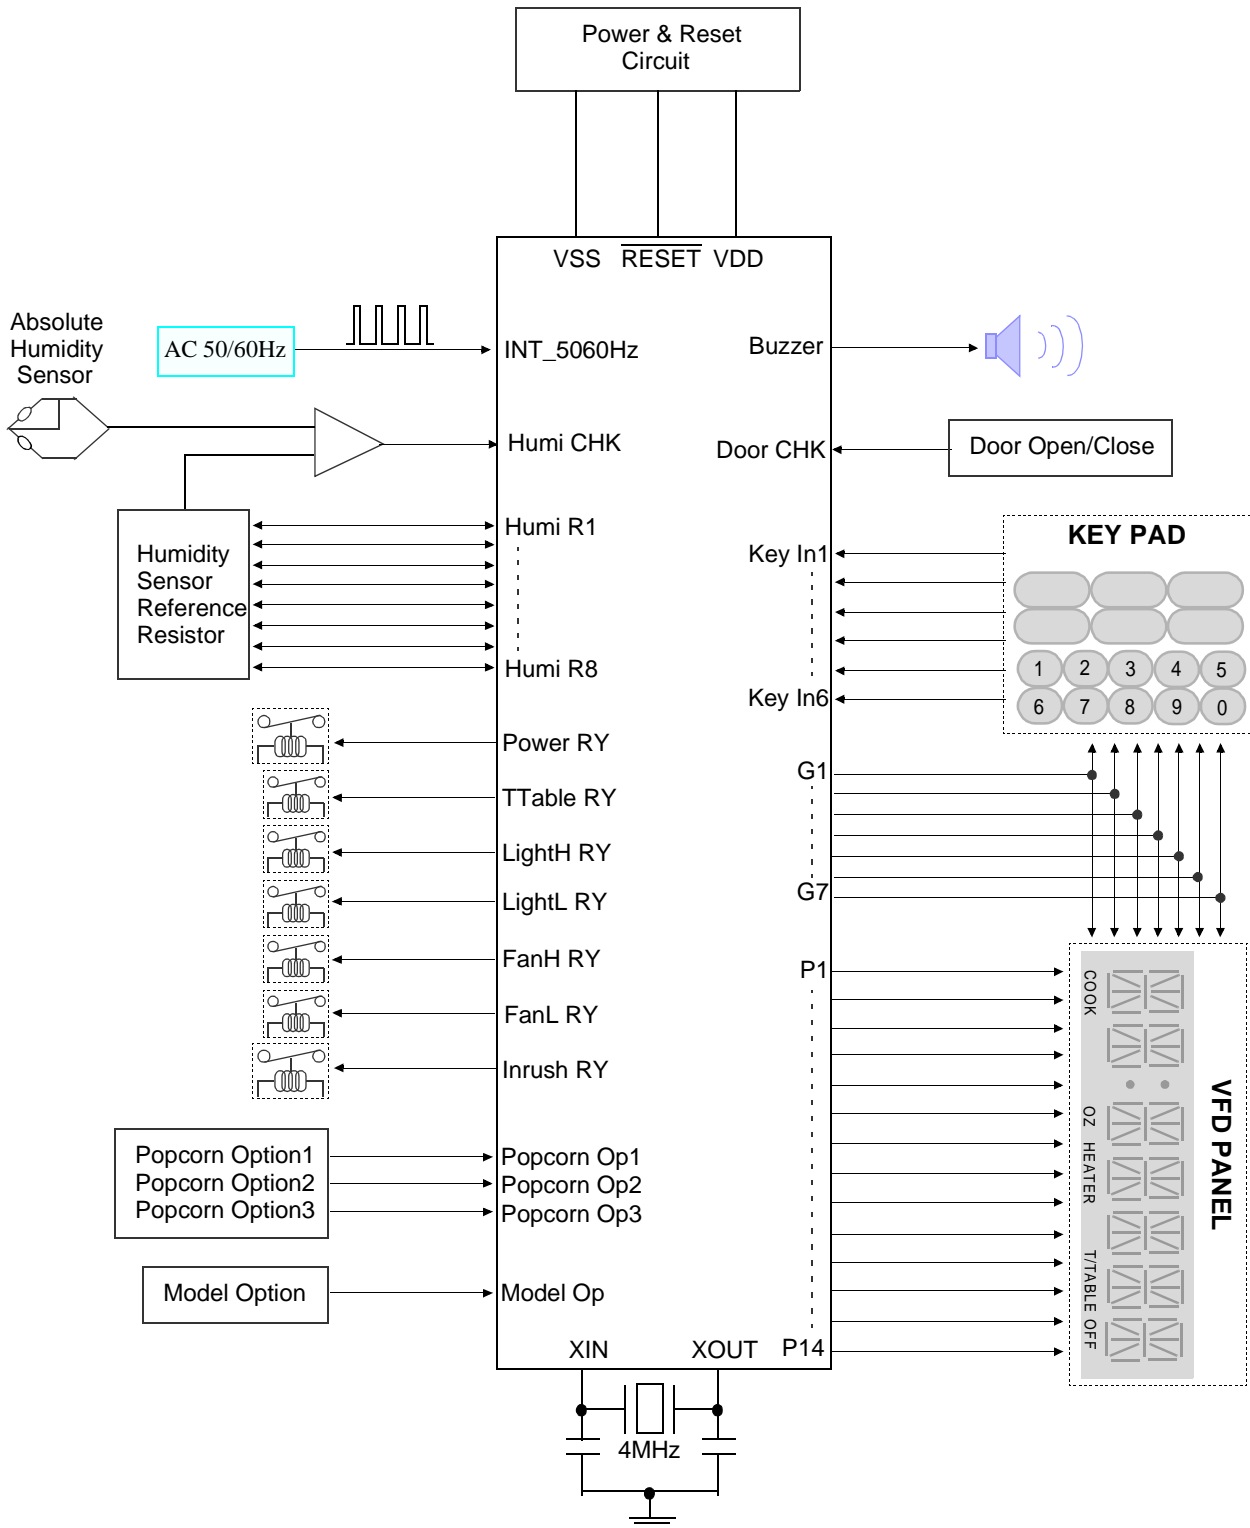 Power & Reset
Circuit
VSS RESET VDD
Absolute
Humidity
Sensor
AC 50/60Hz
INT_5060Hz
Buzzer
Humi CHK
Door CHK
Door Open/Close
Humidity
Sensor
Reference
Resistor
Humi R1
Humi R8
Key In1
Key In6
KEY PAD
1 2 3 4 5
6 7 8 9 0
Power RY
TTable RY
LightH RY
LightL RY
FanH RY
FanL RY
Inrush RY
G1
G7
P1
P14
COOK
OZ
HEATER
T/TABLE OFF
VFD PANEL
Popcorn Option1
Popcorn Option2
Popcorn Option3
Popcorn Op1
Popcorn Op2
Popcorn Op3
Model Option
Model Op
XIN
XOUT
4MHz